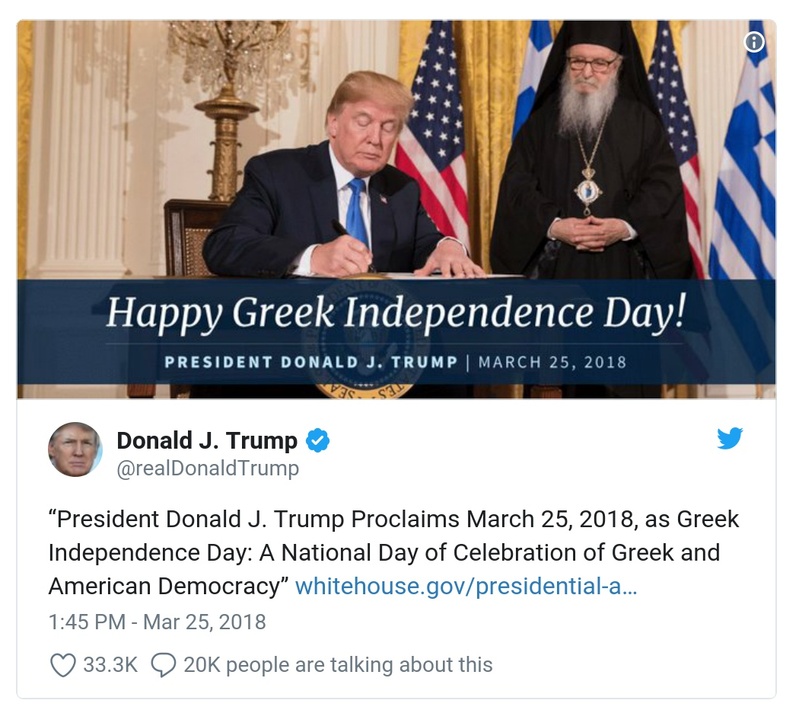 Happy Greek Independence Day!
PRESIDENT DONALD J. TRUMP | MARCH 25, 2018
Donald J. Trump
@realDonaldTrump
“President Donald J. Trump Proclaims March 25, 2018, as Greek
Independence Day: A National Day of Celebration of Greek and
American Democracy” whitehouse.gov/presidential-a…
1:45 PM - Mar 25, 2018
33.3K 20K people are talking about this